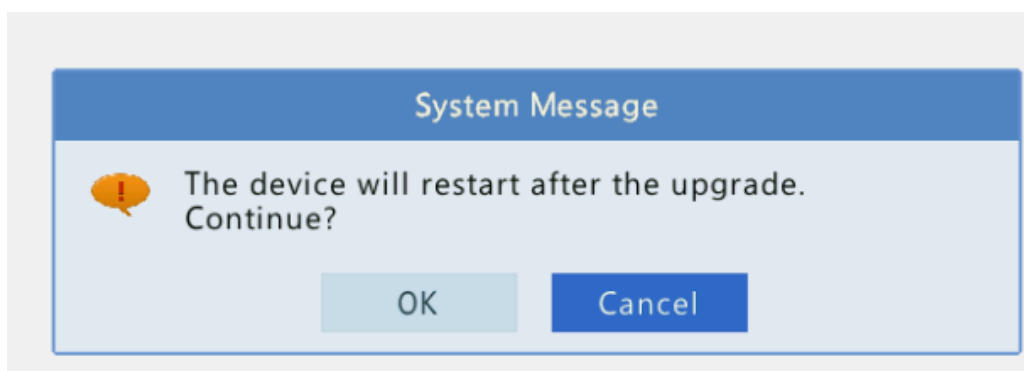 System Message
The device will restart after the upgrade.
Continue?
OK
Cancel